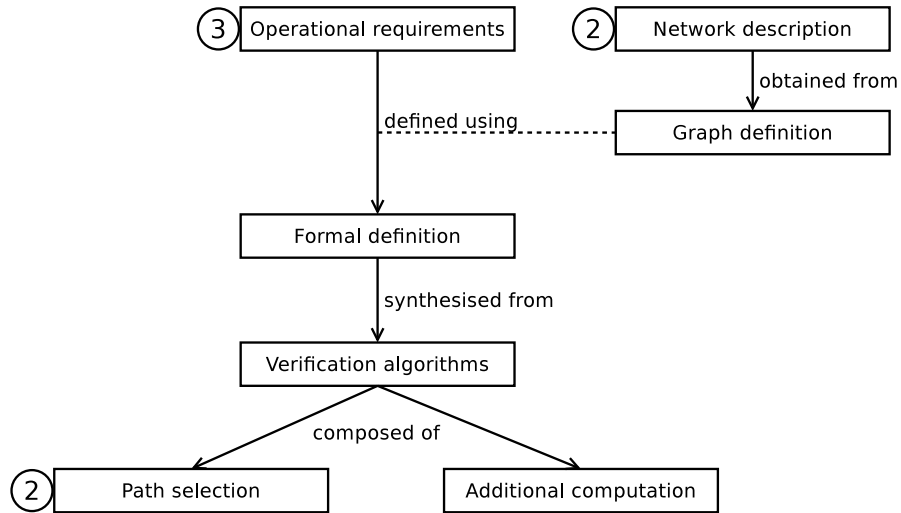 3
Operational requirements
2
Network description
obtained from
defined using
Graph definition
Formal definition
synthesised from
Verification algorithms
composed of
2
Path selection
Additional computation